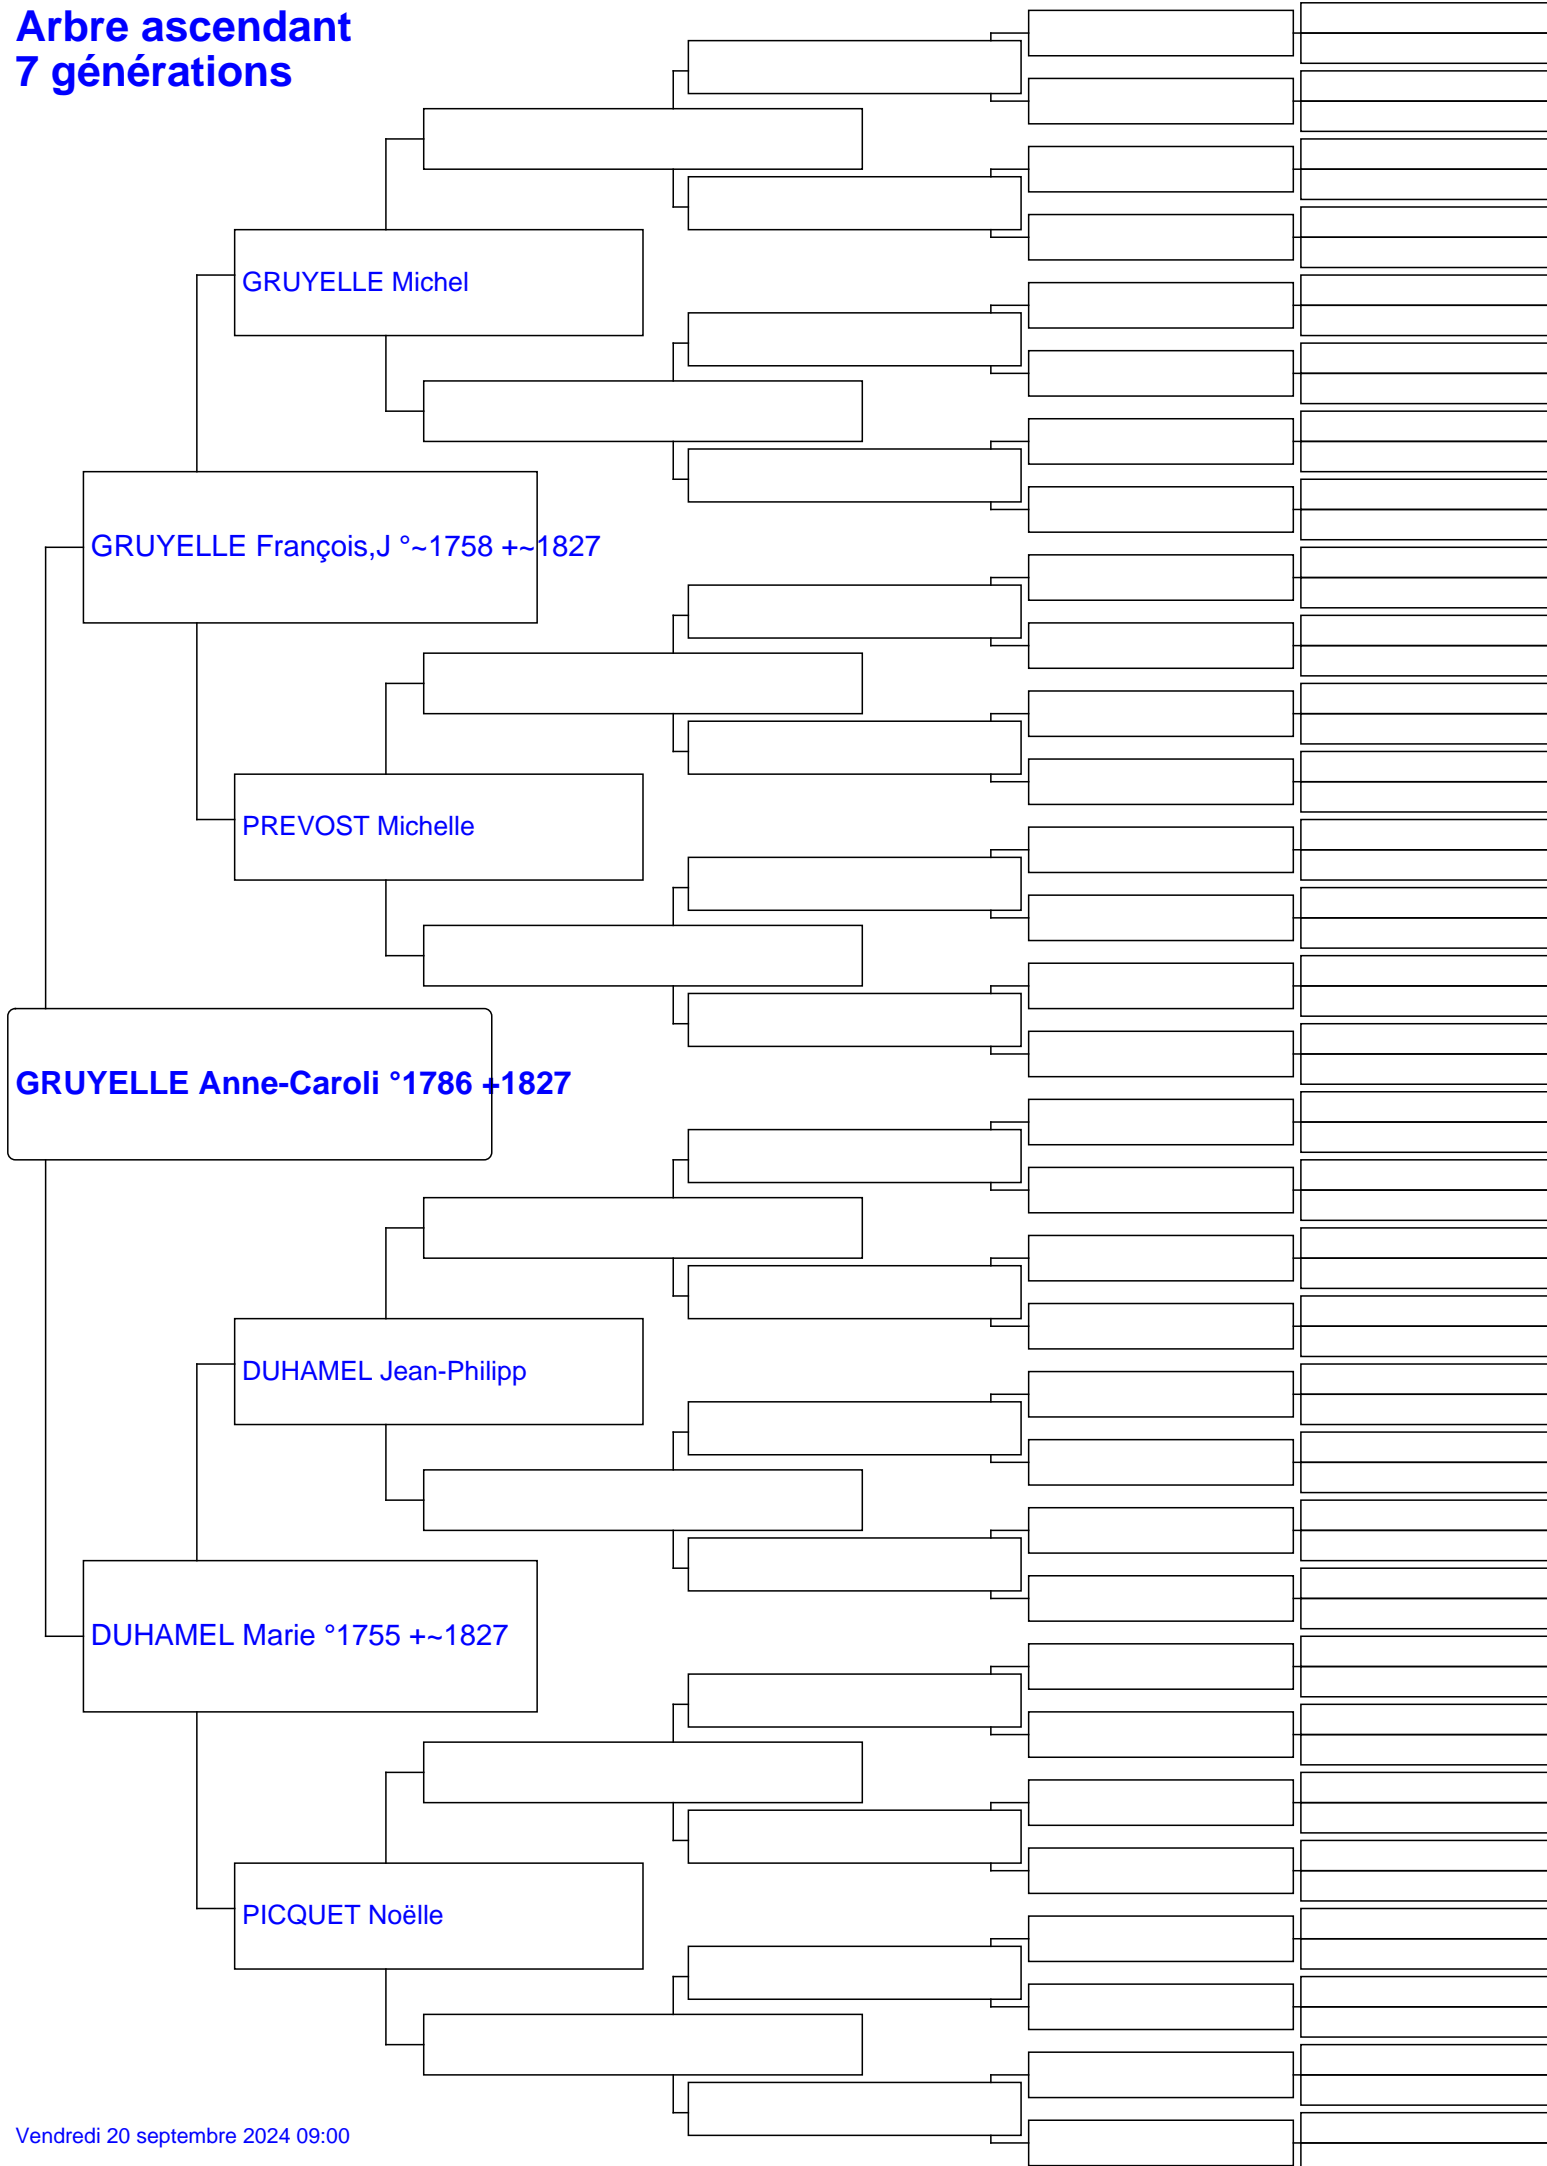 Arbre ascendant
7 générations
GRUYELLE Michel
GRUYELLE François,J °~1758 +~1827
PREVOST Michelle
GRUYELLE Anne-Caroli °1786 +1827
DUHAMEL Jean-Philipp
DUHAMEL Marie °1755 +~1827
PICQUET Noëlle
Vendredi 20 septembre 2024 09:00